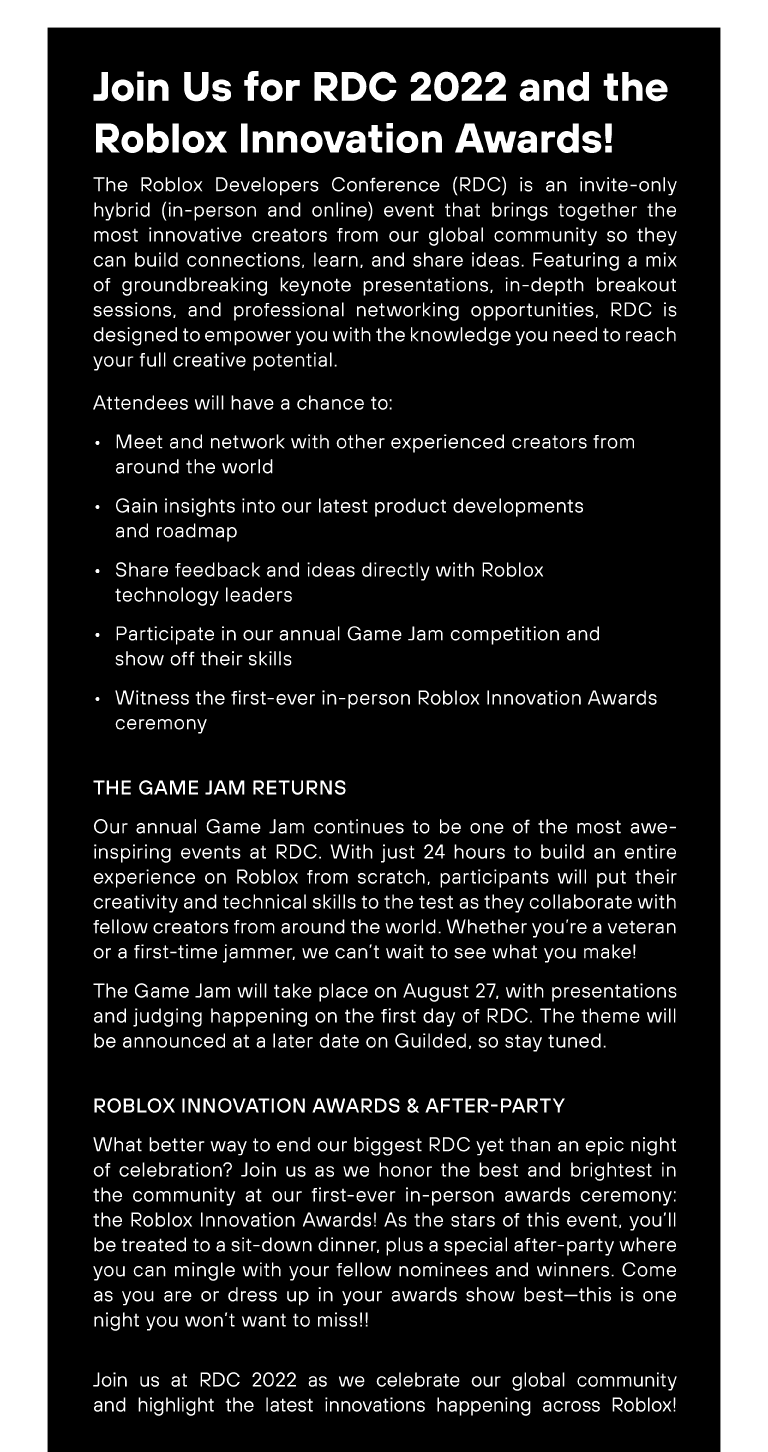 Join Us for RDC 2022 and the
Roblox Innovation Awards!
The Roblox Developers Conference (RDC) is an invite-only
hybrid (in-person and online) event that brings together the
most innovative creators from our global community so they
can build connections, learn, and share ideas. Featuring a mix
of groundbreaking keynote presentations, in-depth breakout
sessions, and professional networking opportunities, RDC is
designed to empower you with the knowledge you need to reach
your full creative potential.
Attendees will have a chance to:
• Meet and network with other experienced creators from
around the world
• Gain insights into our latest product developments
and roadmap
• Share feedback and ideas directly with Roblox
technology leaders
• Participate in our annual Game Jam competition and
show off their skills
• Witness the first-ever in-person Roblox Innovation Awards
ceremony
THE GAME JAM RETURNS
Our annual Game Jam continues to be one of the most awe-
inspiring events at RDC. With just 24 hours to build an entire
experience on Roblox from scratch, participants will put their
creativity and technical skills to the test as they collaborate with
fellow creators from around the world. Whether you're a veteran
or a first-time jammer, we can't wait to see what you make!
The Game Jam will take place on August 27, with presentations
and judging happening on the first day of RDC. The theme will
be announced at a later date on Guilded, so stay tuned.
ROBLOX INNOVATION AWARDS & AFTER-PARTY
What better way to end our biggest RDC yet than an epic night
of celebration? Join us as we honor the best and brightest in
the community at our first-ever in-person awards ceremony:
the Roblox Innovation Awards! As the stars of this event, you'll
be treated to a sit-down dinner, plus a special after-party where
you can mingle with your fellow nominees and winners. Come
as you are or dress up in your awards show best—this is one
night you won't want to miss!!
Join us at RDC 2022 as we celebrate our global community
and highlight the latest innovations happening across Roblox!